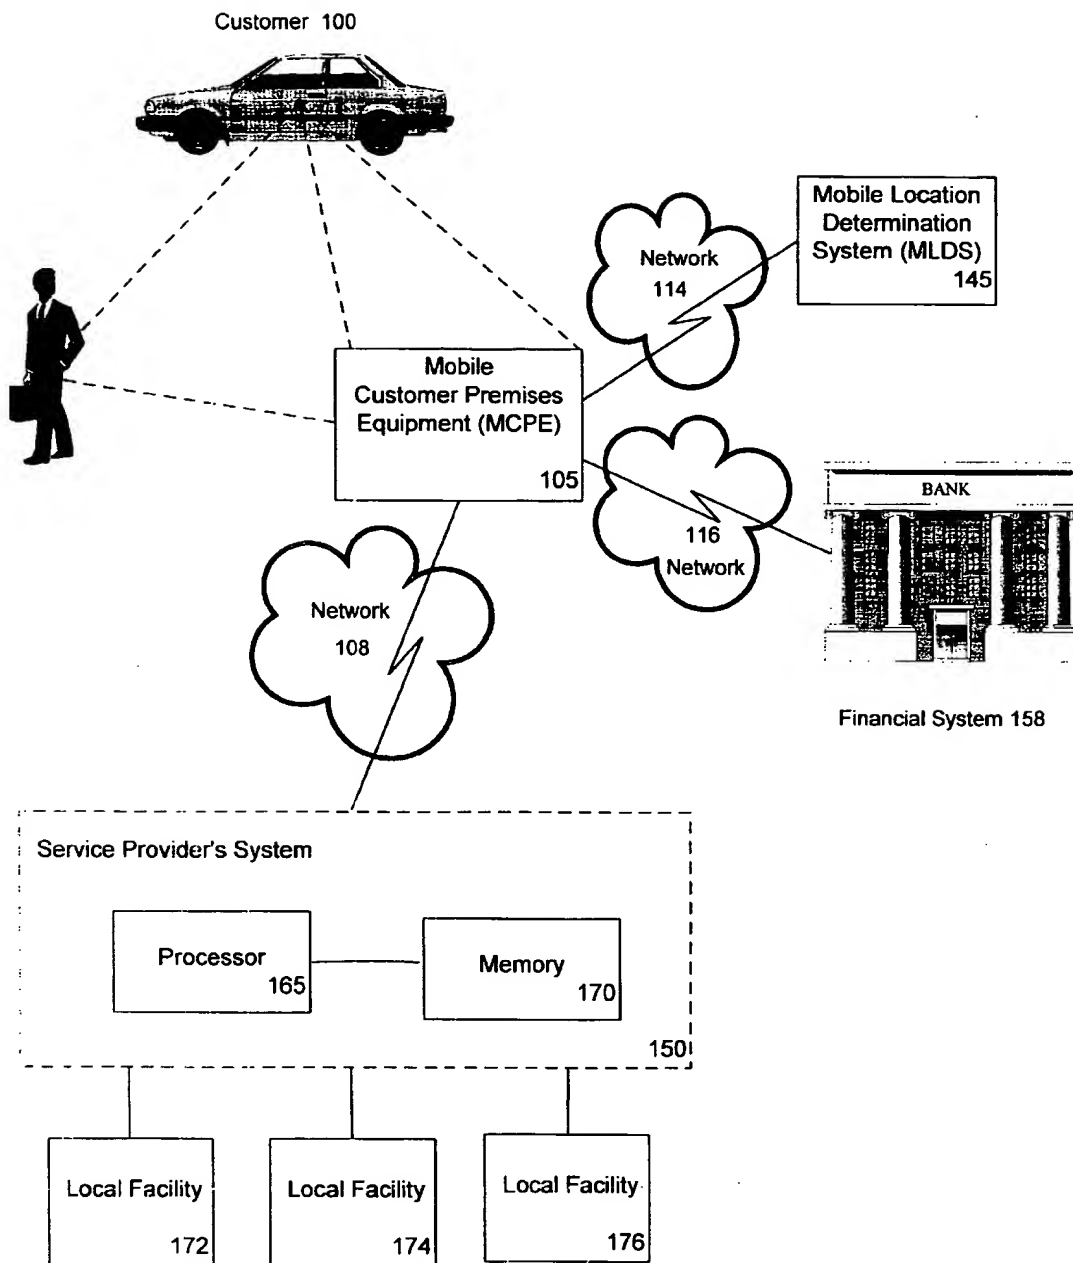 Customer 100
Mobile Location
Determination
System (MLDS)
145
Network
114
Mobile
Customer Premises
Equipment (MCPE)
105
BANK
116
Network
Network
108
Financial System 158
Service Provider's System
Processor
165
Memory
170
150
Local Facility
172
Local Facility
174
Local Facility
176